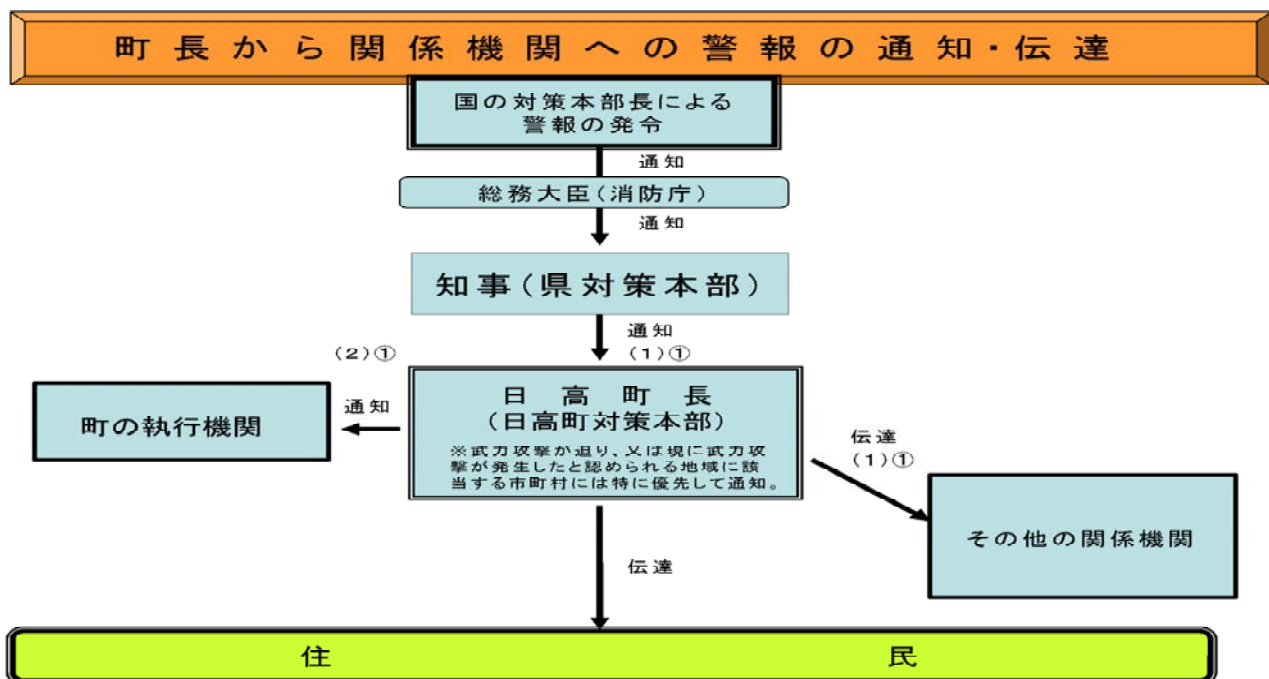 町長から関係機関への警報の通知・伝達
国の対策本部長による
警報の発令
通知
総務大臣(消防庁)
通知
知事(県対策本部)
通知
(1)①
(2)①
通知
町の執行機関
日高町長
(日高町対策本部)
※武力攻撃が迫り、又は現に武力攻
撃が発生したと認められる地域に該
当する市町村には特に優先して通知。
伝達
(1)①
その他の関係機関
伝達
住民